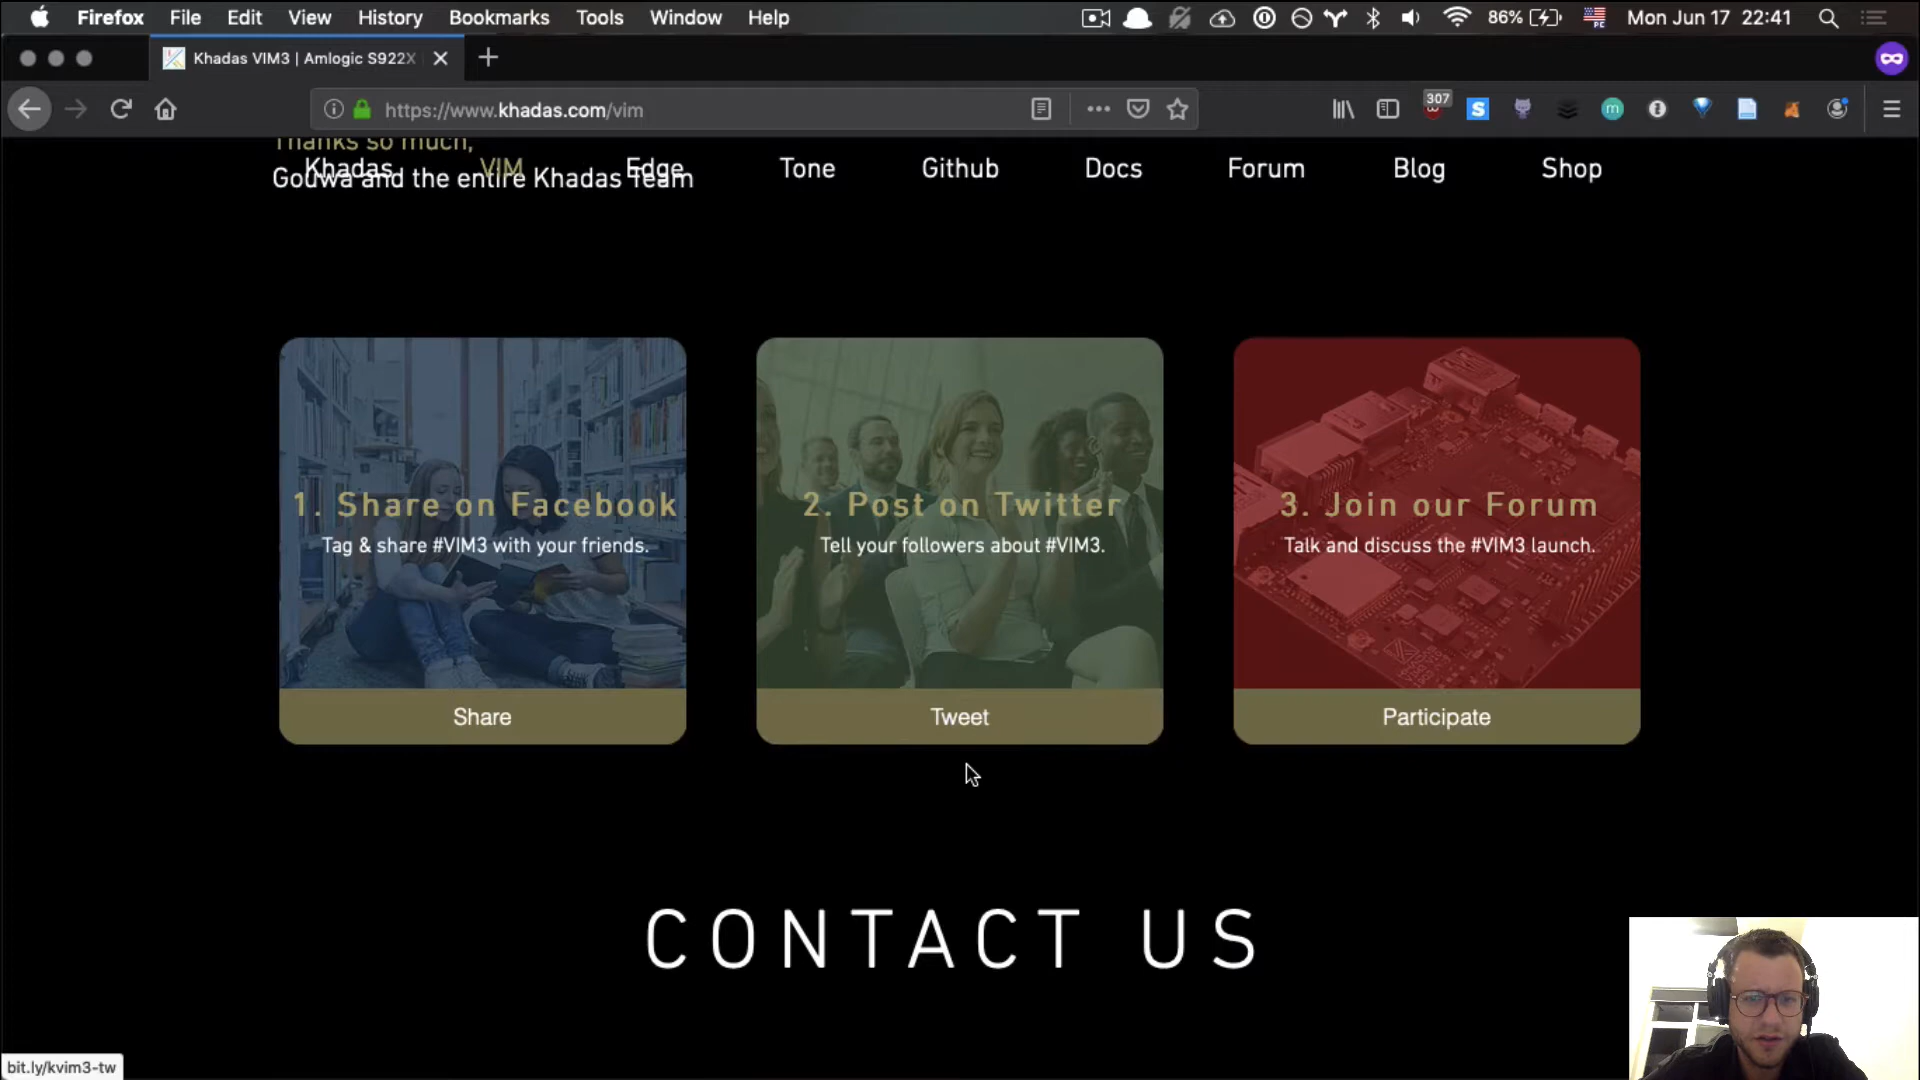 Firefox File Edit View History Bookmarks Tools Window Help 86% Mon Jun 17 22:41
Khadas VIM3 | Amlogic S922X
https://www.khadas.com/vim 307
Thanks so much,
Khadas VIM Edge Tone Github Docs Forum Blog Shop
Gouwa and the entire Khadas Team
1. Share on Facebook
Tag & share #VIM3 with your friends.
Share
2. Post on Twitter
Tell your followers about #VIM3.
Tweet
3. Join our Forum
Talk and discuss the #VIM3 launch.
Participate
CONTACT US
bit.ly/kvim3-tw